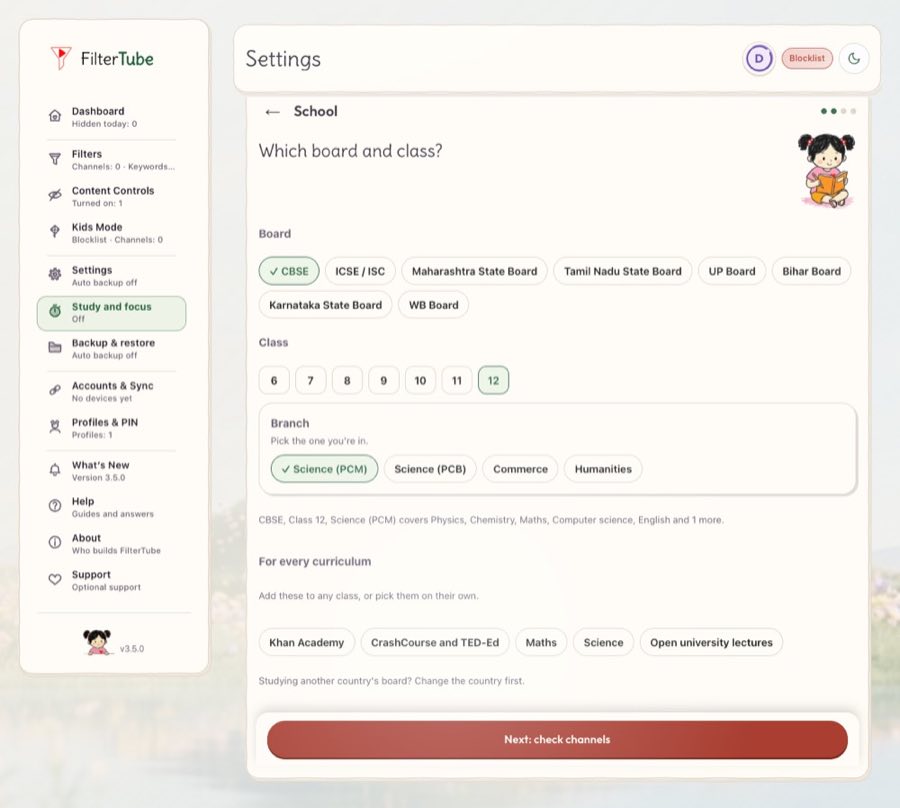 FilterTube
Dashboard
Hidden today: 0
Filters
Channels: 0 · Keywords...
Content Controls
Turned on: 1
Kids Mode
Blocklist · Channels: 0
Settings
Auto backup off
Study and focus
Off
Backup & restore
Auto backup off
Accounts & Sync
No devices yet
Profiles & PIN
Profiles: 1
What's New
Version 3.5.0
Help
Guides and answers
About
Who builds FilterTube
Support
Optional support
v3.5.0
Settings
D
Blocklist
← School
Which board and class?
Board
✓ CBSE ICSE / ISC Maharashtra State Board Tamil Nadu State Board UP Board Bihar Board
Karnataka State Board WB Board
Class
6 7 8 9 10 11 12
Branch
Pick the one you're in.
✓ Science (PCM) Science (PCB) Commerce Humanities
CBSE, Class 12, Science (PCM) covers Physics, Chemistry, Maths, Computer science, English and 1 more.
For every curriculum
Add these to any class, or pick them on their own.
Khan Academy CrashCourse and TED-Ed Maths Science Open university lectures
Studying another country's board? Change the country first.
Next: check channels